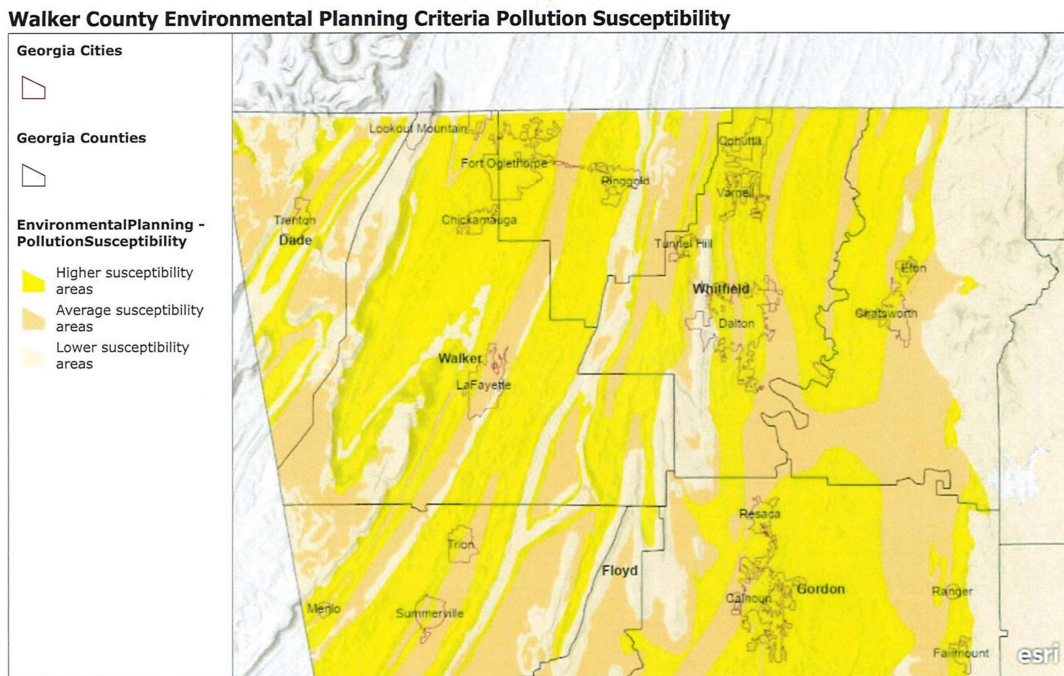 Walker County Environmental Planning Criteria Pollution Susceptibility
Georgia Cities
Georgia Counties
EnvironmentalPlanning -
PollutionSusceptibility
Higher susceptibility
areas
Average susceptibility
areas
Lower susceptibility
areas
Lookout Mountain
Fort Oglethorpe
Ringgold
Cohutta
Varnell
Trenton
Dade
Chickamauga
Tunnel Hill
Eton
Whitfield
Chatsworth
Dalton
Walker
LaFayette
Resaca
Trion
Floyd
Gordon
Calhoun
Ranger
Menlo
Summerville
Fairmount
esri